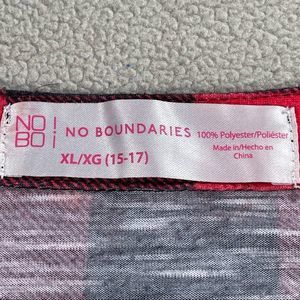 NO
BO
NO BOUNDARIES
XL/XG (15-17)
100% Polyester/Poliéster
Made in/Hecho en
China